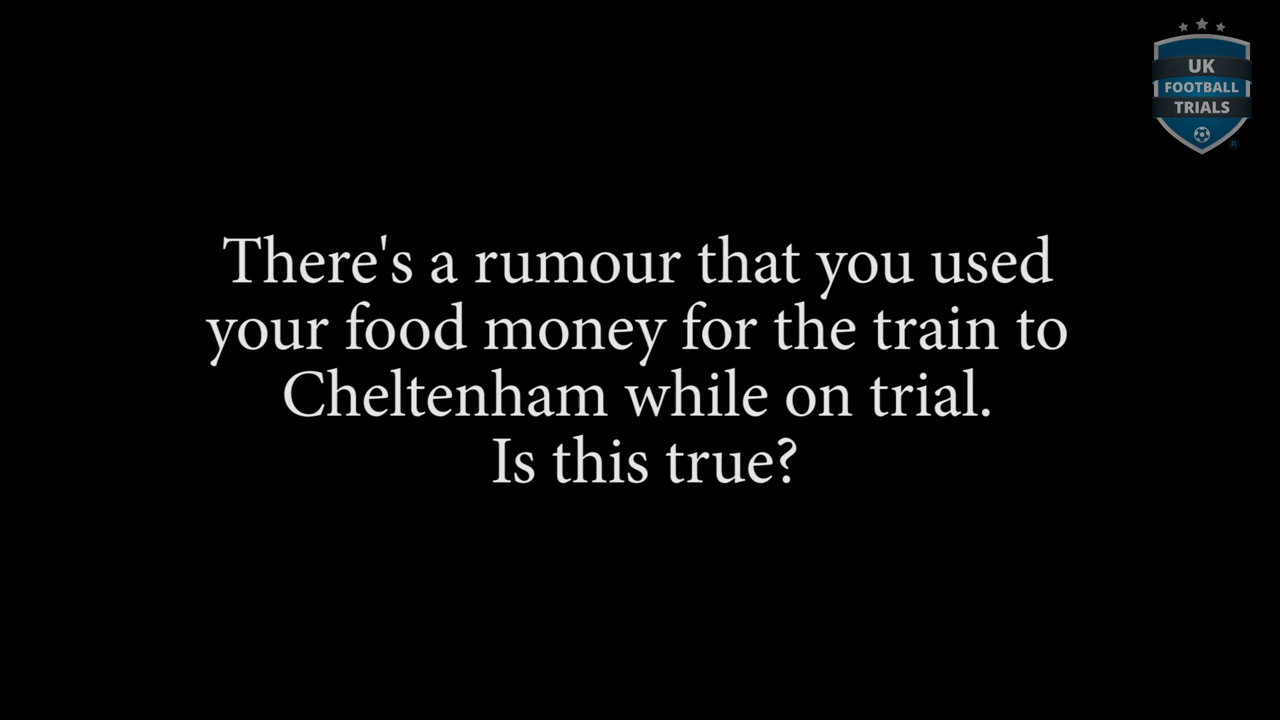 UK
FOOTBALL
TRIALS
R
There's a rumour that you used
your food money for the train to
Cheltenham while on trial.
Is this true?